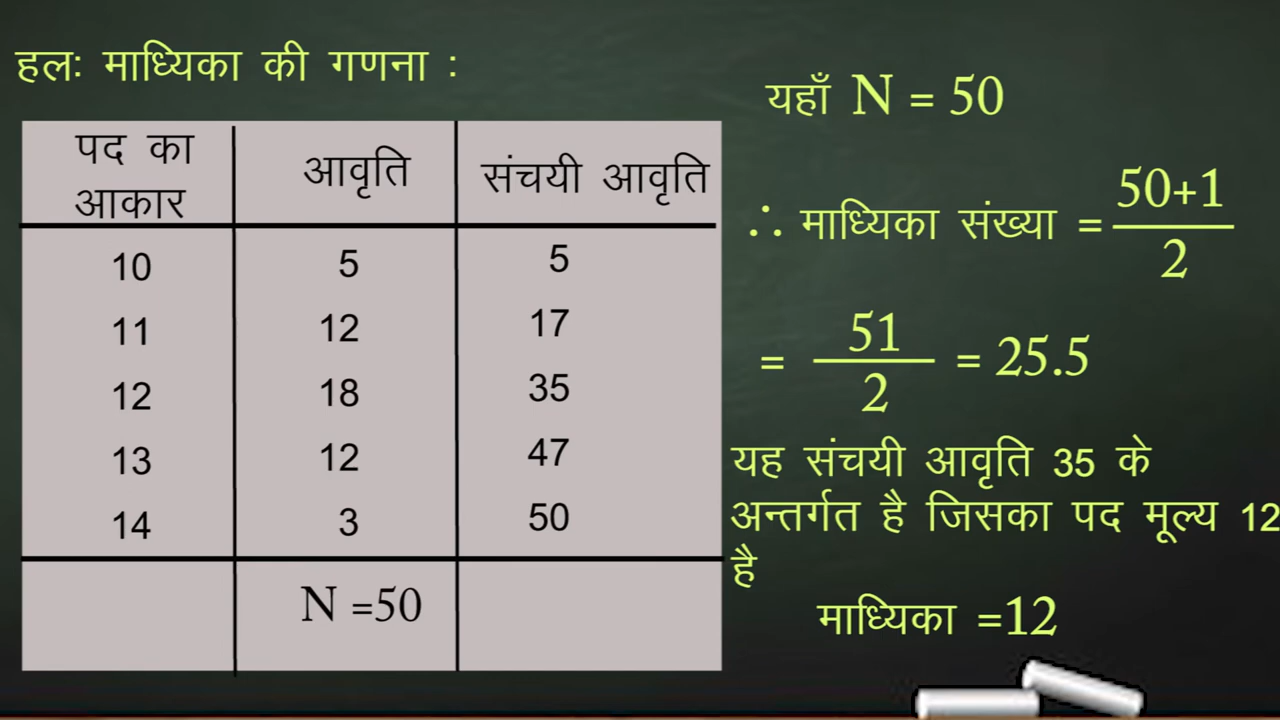 हलः माध्यिका की गणना :
पद का आकार | आवृति | संचयी आवृति
10 | 5 | 5
11 | 12 | 17
12 | 18 | 35
13 | 12 | 47
14 | 3 | 50
N =50
यहाँ N = 50
∴ माध्यिका संख्या = 50+1 / 2
= 51 / 2 = 25.5
यह संचयी आवृति 35 के
अन्तर्गत है जिसका पद मूल्य 12
है
माध्यिका =12